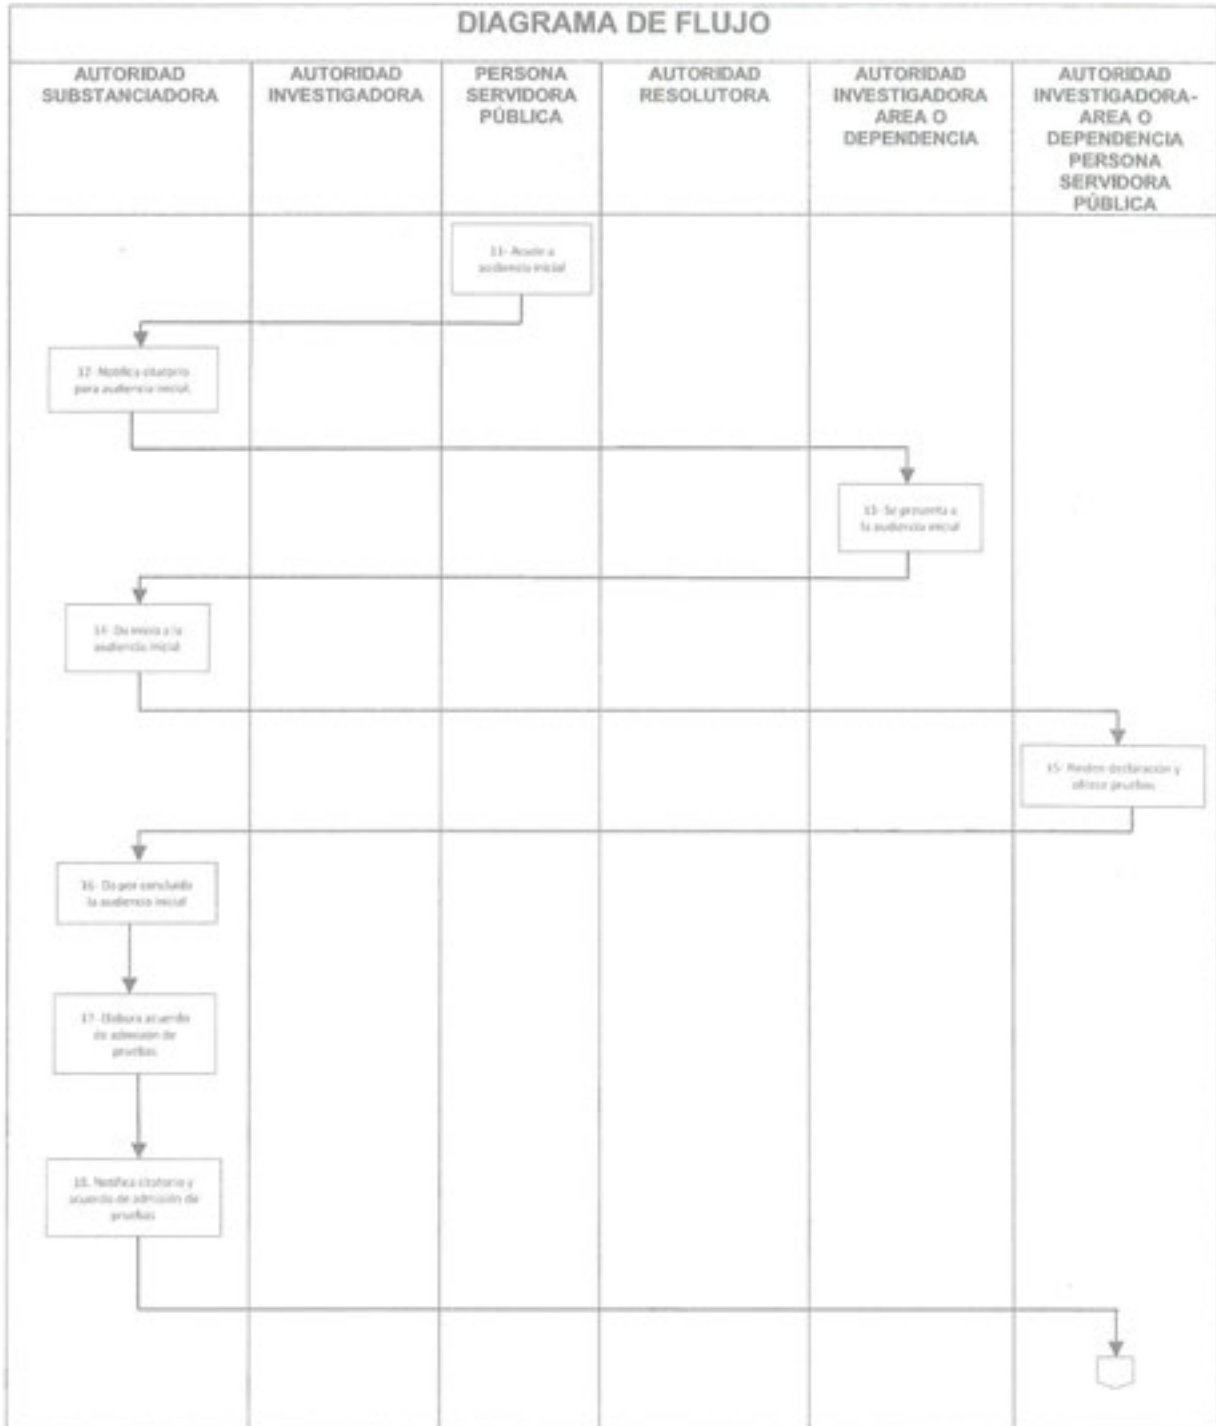 DIAGRAMA DE FLUJO
AUTORIDAD
SUBSTANCIADORA
AUTORIDAD
INVESTIGADORA
PERSONA
SERVIDORA
PÚBLICA
AUTORIDAD
RESOLUTORA
AUTORIDAD
INVESTIGADORA
AREA O
DEPENDENCIA
AUTORIDAD
INVESTIGADORA-
AREA O
DEPENDENCIA
PERSONA
SERVIDORA
PÚBLICA
11- Acude a
audiencia inicial
12- Notifica citatorio
para audiencia inicial.
13- Se presenta a
la audiencia inicial
14- Da inicio a la
audiencia inicial
15- Rinden declaración y
ofrece pruebas
16- Da por concluido
la audiencia inicial
17- Elabora acuerdo
de admisión de
pruebas
18. Notifica citatorio y
acuerdo de admisión de
pruebas